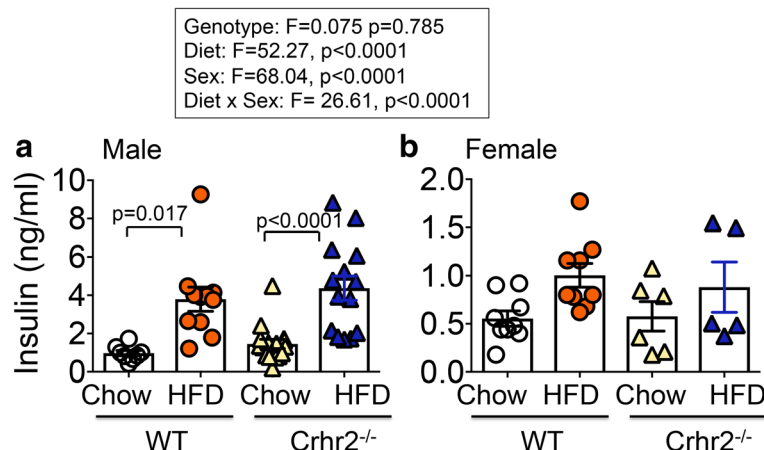 Genotype: F=0.075 p=0.785
Diet: F=52.27, p<0.0001
Sex: F=68.04, p<0.0001
Diet x Sex: F= 26.61, p<0.0001
a Male
Insulin (ng/ml)
10
8
6
4
2
0
p=0.017
p<0.0001
Chow HFD Chow HFD
WT Crhr2-/-
b Female
2.0
1.5
1.0
0.5
0.0
Chow HFD Chow HFD
WT Crhr2-/-